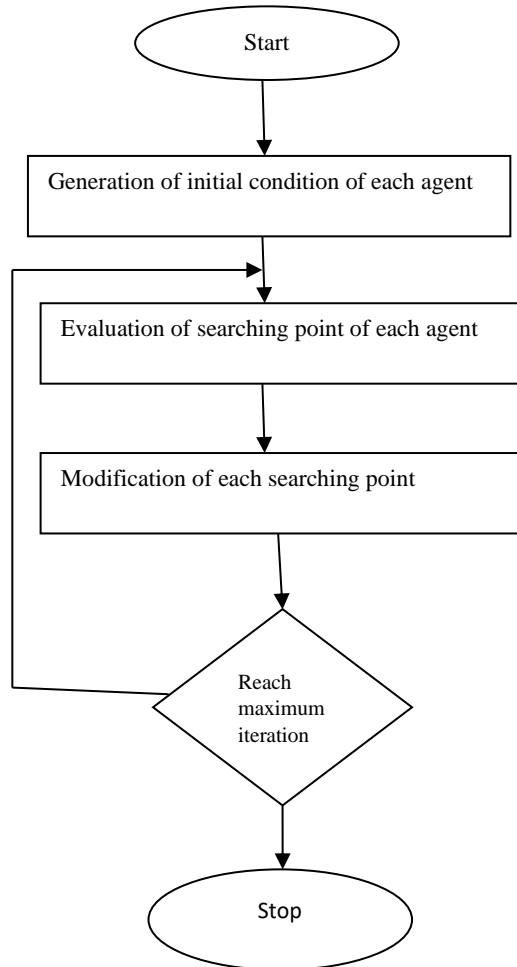 Start
Generation of initial condition of each agent
Evaluation of searching point of each agent
Modification of each searching point
Reach
maximum
iteration
Stop